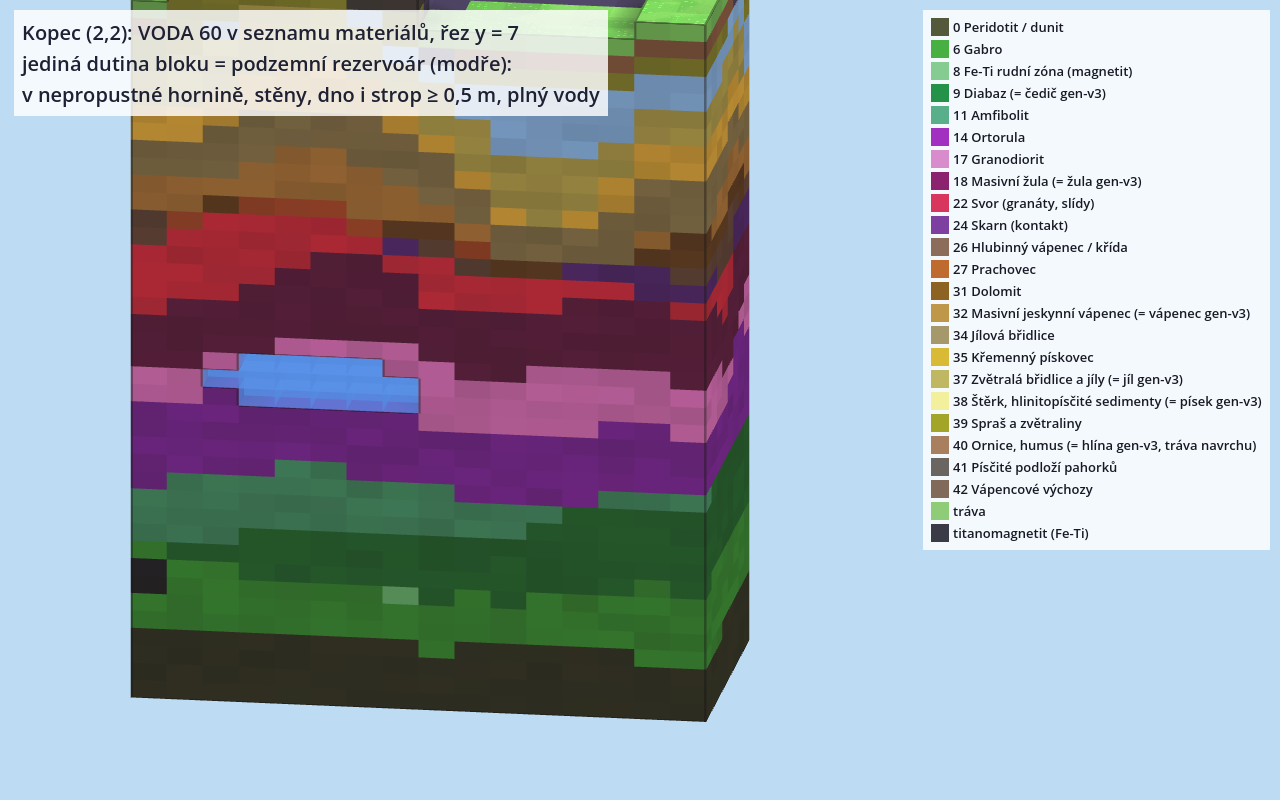 Kopec (2,2): VODA 60 v seznamu materiálů, řez y = 7
jediná dutina bloku = podzemní rezervoár (modře):
v nepropustné hornině, stěny, dno i strop ≥ 0,5 m, plný vody
0 Peridotit / dunit
6 Gabro
8 Fe-Ti rudní zóna (magnetit)
9 Diabaz (= čedič gen-v3)
11 Amfibolit
14 Ortorula
17 Granodiorit
18 Masivní žula (= žula gen-v3)
22 Svor (granáty, slídy)
24 Skarn (kontakt)
26 Hlubinný vápenec / křída
27 Prachovec
31 Dolomit
32 Masivní jeskynní vápenec (= vápenec gen-v3)
34 Jílová břidlice
35 Křemenný pískovec
37 Zvětralá břidlice a jíly (= jíl gen-v3)
38 Štěrk, hlinitopísčité sedimenty (= písek gen-v3)
39 Spraš a zvětraliny
40 Ornice, humus (= hlína gen-v3, tráva navrchu)
41 Písčité podloží pahorků
42 Vápencové výchozy
tráva
titanomagnetit (Fe-Ti)